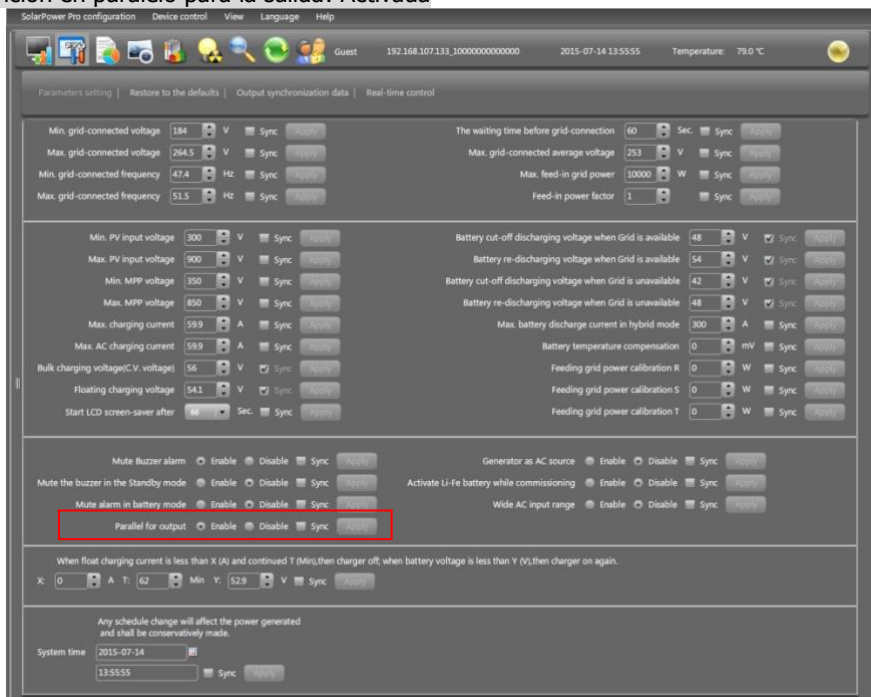 ición en paralelo para la salida: Activada
SolarPower Pro configuration Device control View Language Help
Guest 192.168.107.133_10000000000000 2015-07-14 13:55:55 Temperature: 79.0 ℃
Parameters setting | Restore to the defaults | Output synchronization data | Real-time control
Min. grid-connected voltage 184 V Sync Apply The waiting time before grid-connection 60 Sec. Sync Apply
Max. grid-connected voltage 264.5 V Sync Apply Max. grid-connected average voltage 253 V Sync Apply
Min. grid-connected frequency 47.4 Hz Sync Apply Max. feed-in grid power 10000 W Sync Apply
Max. grid-connected frequency 51.5 Hz Sync Apply Feed-in power factor 1 Sync Apply
Min. PV input voltage 300 V Sync Apply Battery cut-off discharging voltage when Grid is available 48 V Sync Apply
Max. PV input voltage 900 V Sync Apply Battery re-discharging voltage when Grid is available 54 V Sync Apply
Min. MPP voltage 350 V Sync Apply Battery cut-off discharging voltage when Grid is unavailable 42 V Sync Apply
Max. MPP voltage 850 V Sync Apply Battery re-discharging voltage when Grid is unavailable 48 V Sync Apply
Max. charging current 59.9 A Sync Apply Max. battery discharge current in hybrid mode 300 A Sync Apply
Max. AC charging current 59.9 A Sync Apply Battery temperature compensation 0 mV Sync Apply
Bulk charging voltage(C.V. voltage) 56 V Sync Apply Feeding grid power calibration R 0 W Sync Apply
Floating charging voltage 54.1 V Sync Apply Feeding grid power calibration S 0 W Sync Apply
Start LCD screen-saver after 60 Sec. Sync Apply Feeding grid power calibration T 0 W Sync Apply
Mute Buzzer alarm Enable Disable Sync Apply Generator as AC source Enable Disable Sync Apply
Mute the buzzer in the Standby mode Enable Disable Sync Apply Activate Li-Fe battery while commissioning Enable Disable Sync Apply
Mute alarm in battery mode Enable Disable Sync Apply Wide AC input range Enable Disable Sync Apply
Parallel for output Enable Disable Sync Apply
When float charging current is less than X (A) and continued T (Min),then charger off; when battery voltage is less than Y (V),then charger on again.
X: 0 A T: 62 Min Y: 52.9 V Sync Apply
Any schedule change will affect the power generated
and shall be conservatively made.
System time 2015-07-14
13:55:55 Sync Apply